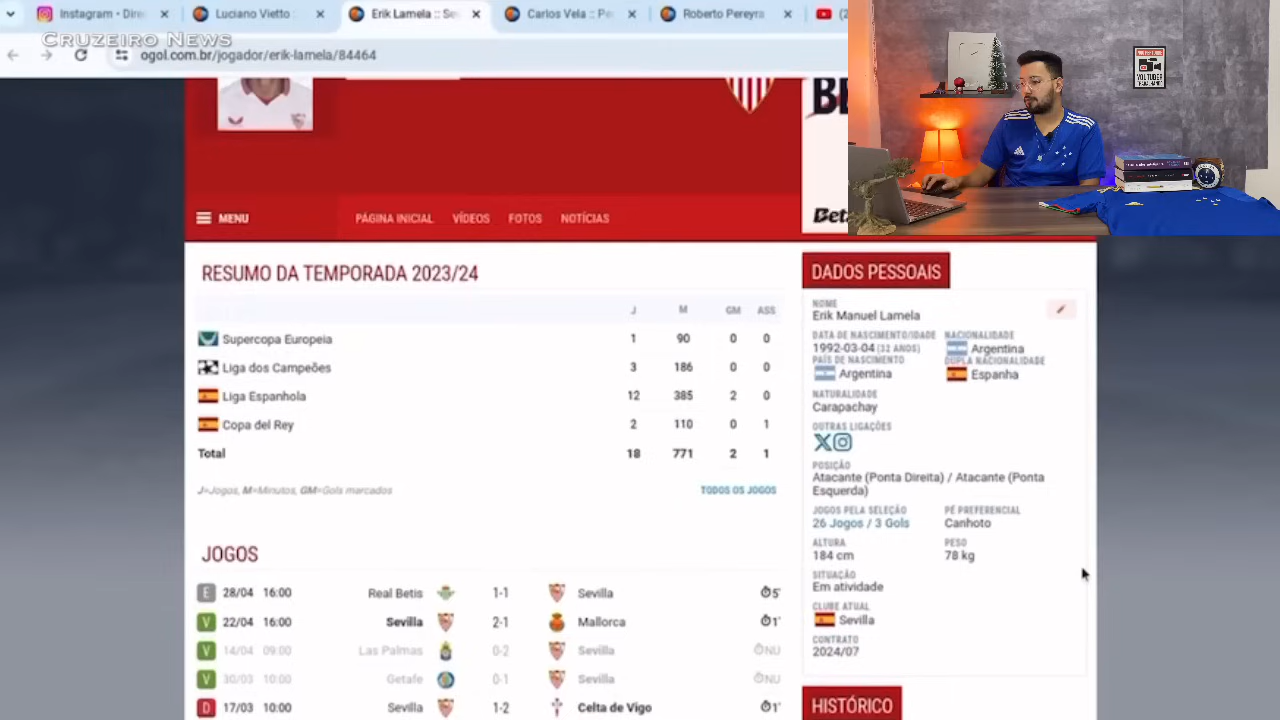 Instagram • Dire
Luciano Vietto
Erik Lamela :: Se
Carlos Vela :: Pe
Roberto Pereyra
CRUZEIRO NEWS
ogol.com.br/jogador/erik-lamela/84464
MENU
PÁGINA INICIAL
VÍDEOS
FOTOS
NOTÍCIAS
RESUMO DA TEMPORADA 2023/24
J M GM ASS
Supercopa Europeia 1 90 0 0
Liga dos Campeões 3 186 0 0
Liga Espanhola 12 385 2 0
Copa del Rey 2 110 0 1
Total 18 771 2 1
J=Jogos, M=Minutos, GM=Gols marcados
TODOS OS JOGOS
JOGOS
E 28/04 16:00 Real Betis 1-1 Sevilla 5'
V 22/04 16:00 Sevilla 2-1 Mallorca 1'
V 14/04 09:00 Las Palmas 0-2 Sevilla NU
V 30/03 10:00 Getafe 0-1 Sevilla NU
D 17/03 10:00 Sevilla 1-2 Celta de Vigo 1'
DADOS PESSOAIS
NOME
Erik Manuel Lamela
DATA DE NASCIMENTO/IDADE NACIONALIDADE
1992-03-04 (32 ANOS) Argentina
PAÍS DE NASCIMENTO DUPLA NACIONALIDADE
Argentina Espanha
NATURALIDADE
Carapachay
OUTRAS LIGAÇÕES
POSIÇÃO
Atacante (Ponta Direita) / Atacante (Ponta
Esquerda)
JOGOS PELA SELEÇÃO PÉ PREFERENCIAL
26 Jogos / 3 Gols Canhoto
ALTURA PESO
184 cm 78 kg
SITUAÇÃO
Em atividade
CLUBE ATUAL
Sevilla
CONTRATO
2024/07
HISTÓRICO